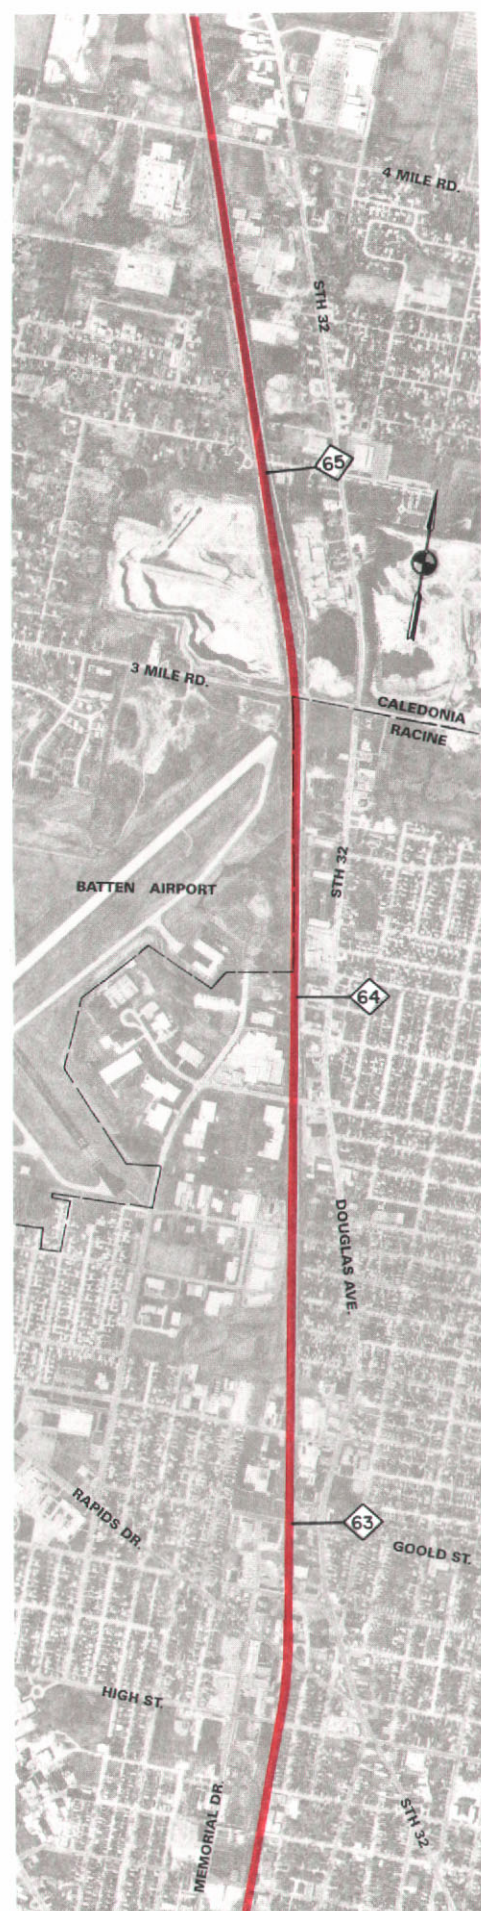 4 MILE RD.
STH 32
65
3 MILE RD.
CALEDONIA
RACINE
STH 32
BATTEN AIRPORT
64
DOUGLAS AVE.
RAPIDS DR.
63
GOOLD ST.
HIGH ST.
MEMORIAL DR.
STH 32